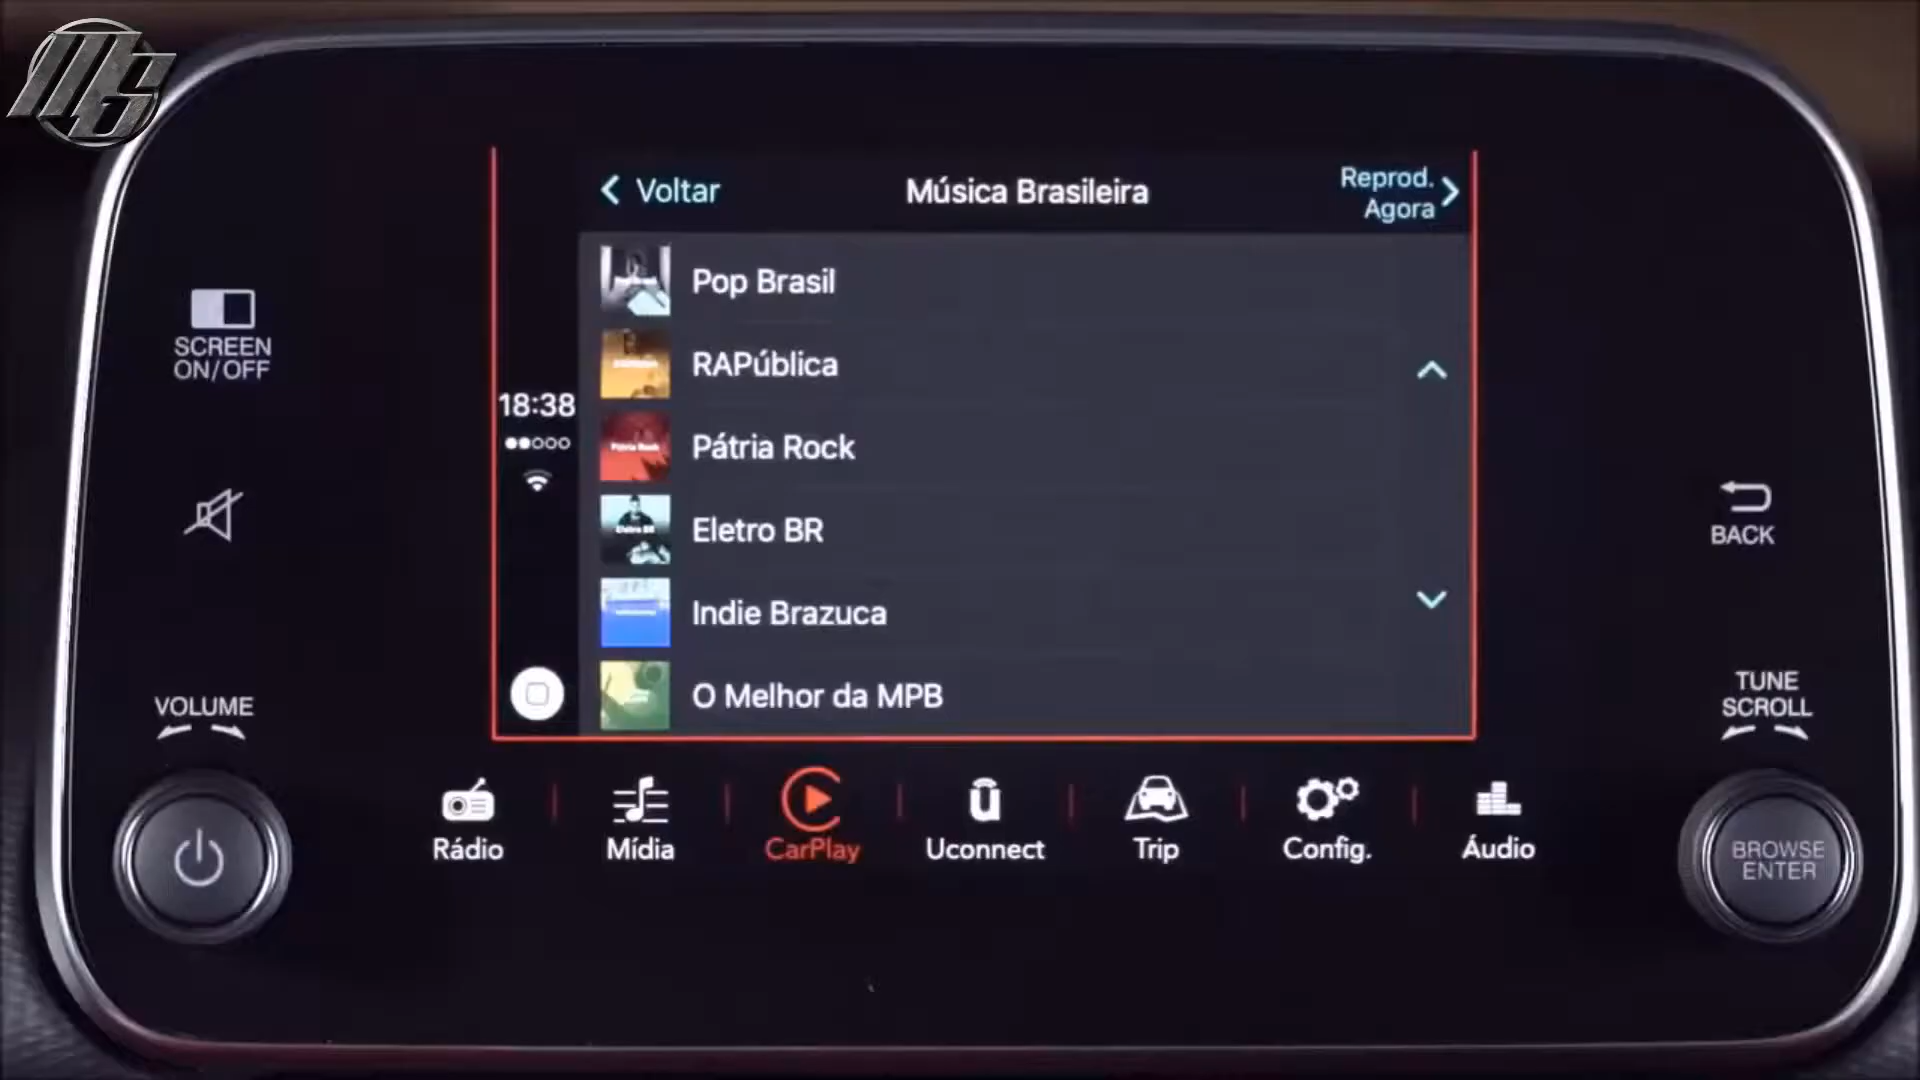 MS
Voltar
Música Brasileira
Reprod.
Agora
Pop Brasil
RAPública
Pátria Rock
Eletro BR
Indie Brazuca
O Melhor da MPB
18:38
SCREEN
ON/OFF
VOLUME
BACK
TUNE
SCROLL
BROWSE
ENTER
Rádio
Mídia
CarPlay
Uconnect
Trip
Config.
Áudio